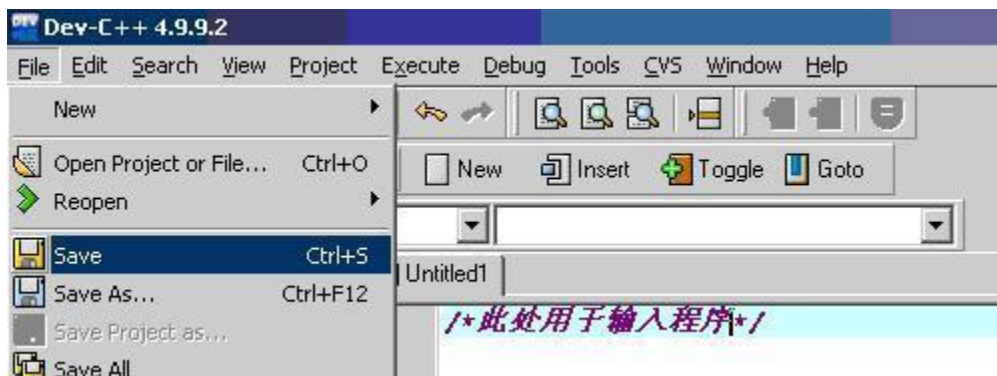 Dev-C++ 4.9.9.2
File Edit Search View Project Execute Debug Tools CVS Window Help
New
Open Project or File... Ctrl+O
New Insert Toggle Goto
Reopen
Save Ctrl+S
Untitled1
Save As... Ctrl+F12
/*此处用于输入程序*/
Save Project as...
Save All